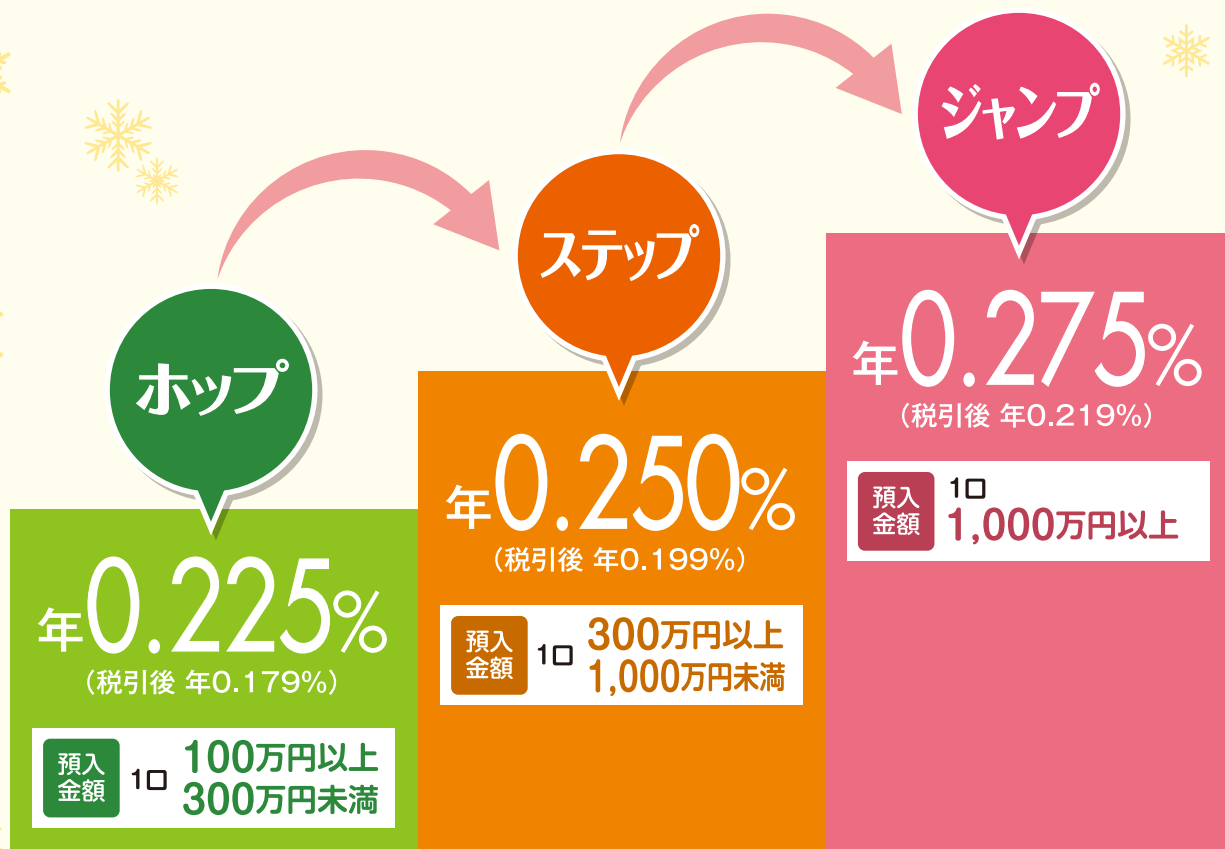 ホップ
年0.225%
(税引後 年0.179%)
預入
金額
1口
100万円以上
300万円未満
ステップ
年0.250%
(税引後 年0.199%)
預入
金額
1口
300万円以上
1,000万円未満
ジャンプ
年0.275%
(税引後 年0.219%)
預入
金額
1口
1,000万円以上